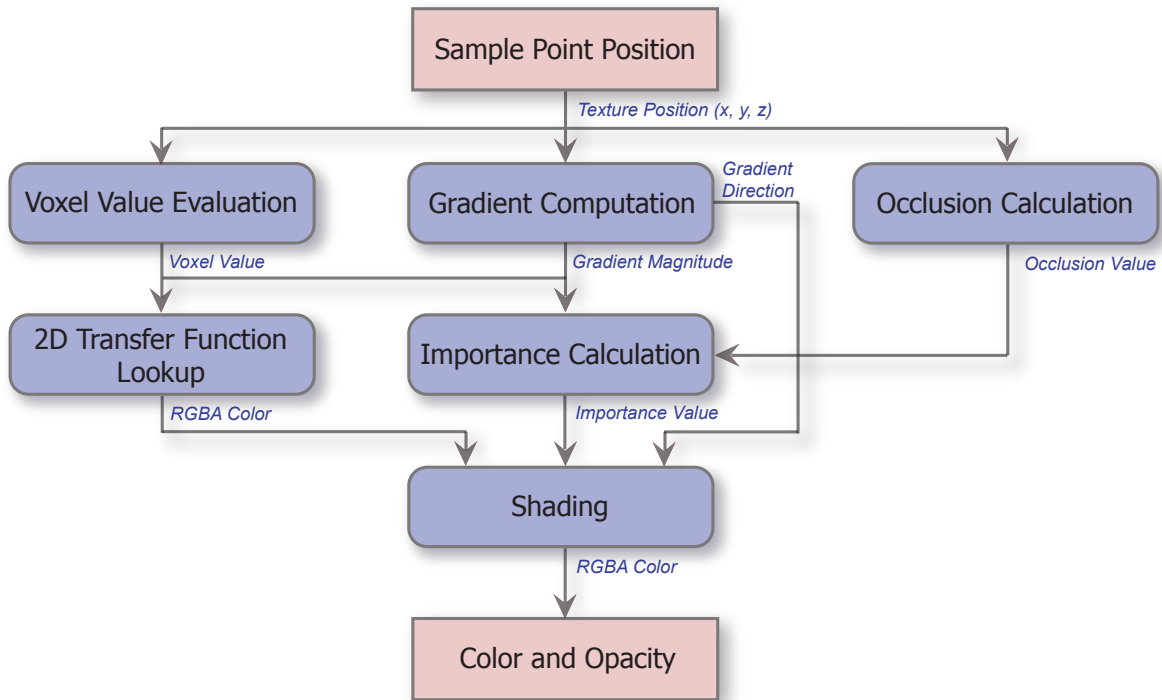 Sample Point Position
Texture Position (x, y, z)
Voxel Value Evaluation
Gradient Computation
Gradient
Direction
Occlusion Calculation
Voxel Value
Gradient Magnitude
Occlusion Value
2D Transfer Function
Lookup
Importance Calculation
RGBA Color
Importance Value
Shading
RGBA Color
Color and Opacity